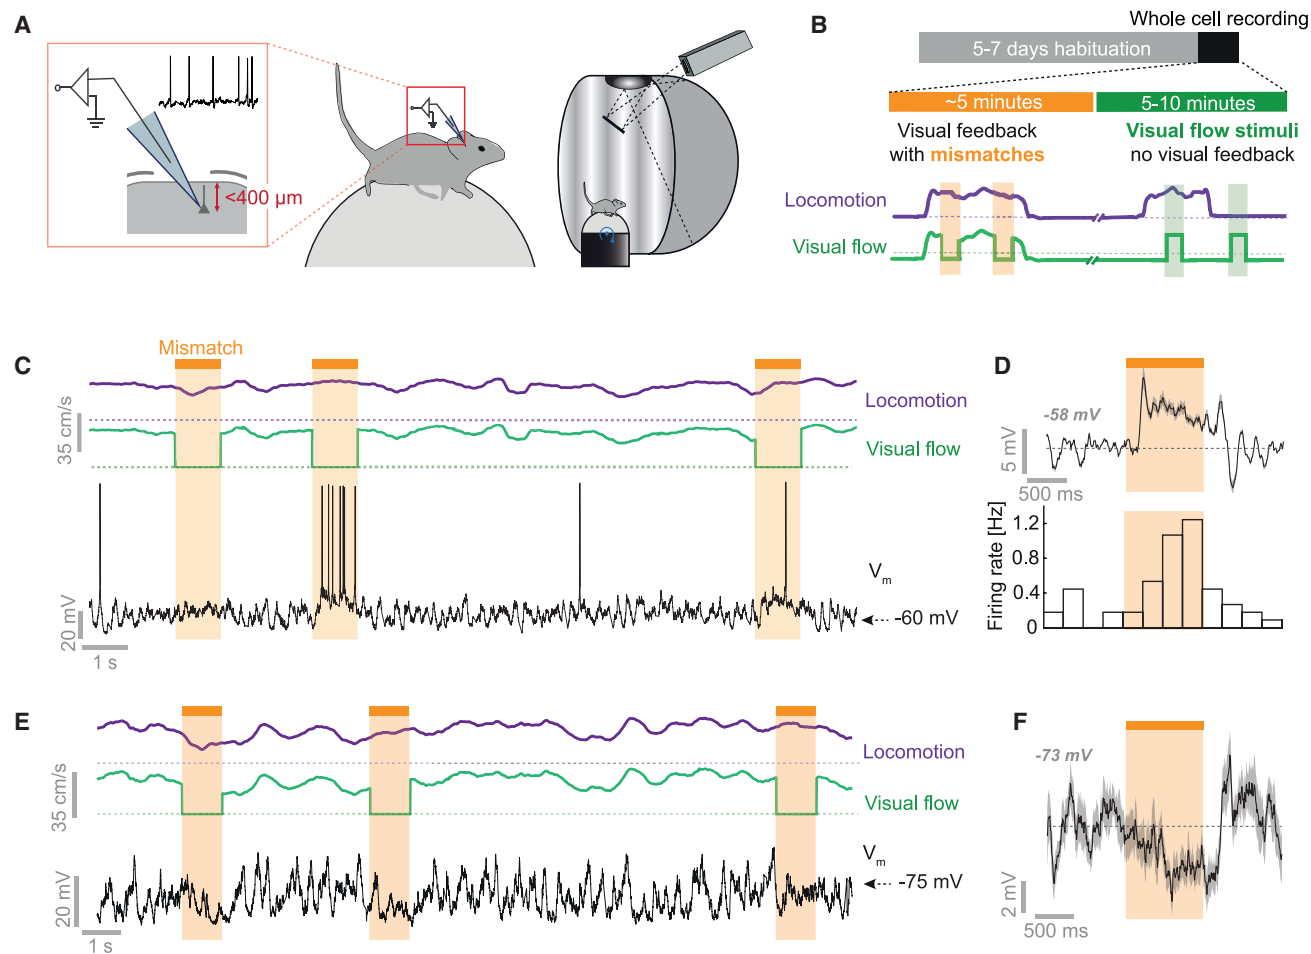 A
<400 µm
B
Whole cell recording
5-7 days habituation
~5 minutes
5-10 minutes
Visual feedback
with mismatches
Visual flow stimuli
no visual feedback
Locomotion
Visual flow
C
Mismatch
35 cm/s
Locomotion
Visual flow
20 mV
1 s
Vm
-60 mV
D
-58 mV
5 mV
500 ms
Firing rate [Hz]
1.2
0.8
0.4
0
E
35 cm/s
Locomotion
Visual flow
20 mV
1 s
Vm
-75 mV
F
-73 mV
2 mV
500 ms